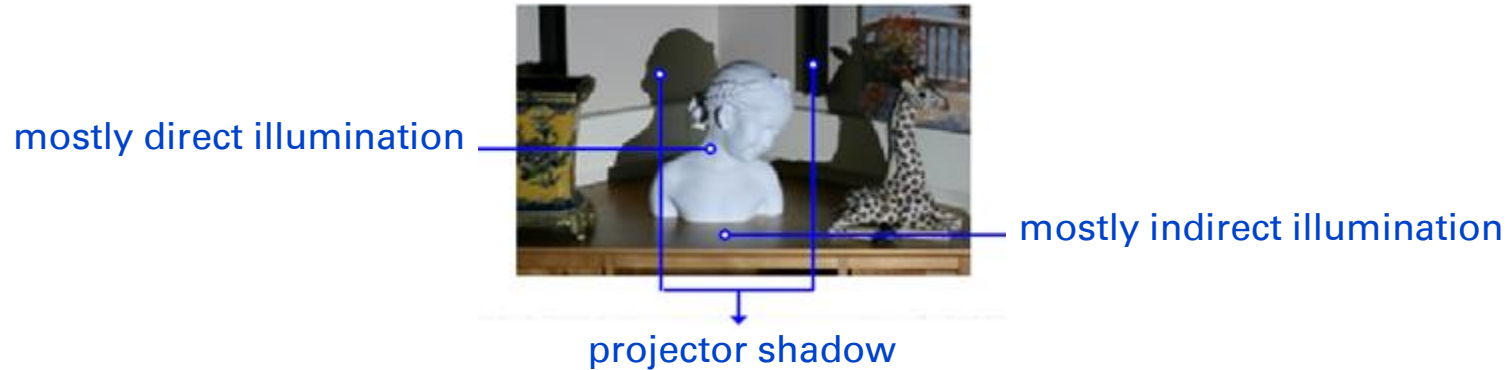 mostly direct illumination
mostly indirect illumination
projector shadow